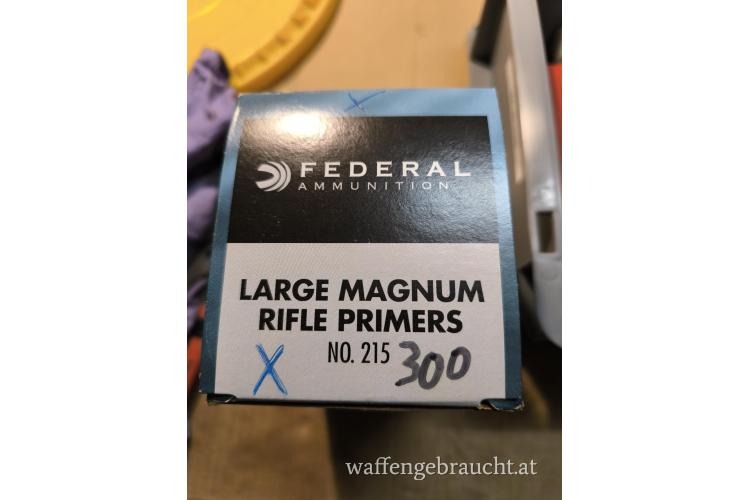 X
FEDERAL
AMMUNITION
LARGE MAGNUM
RIFLE PRIMERS
NO. 215 300
X
waffengebraucht.at